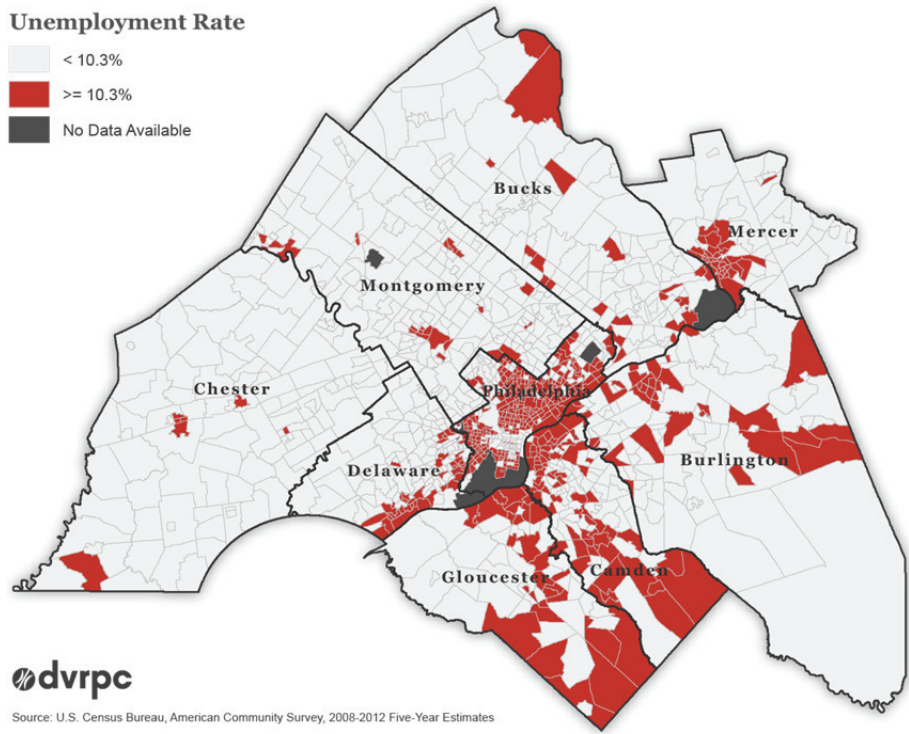 Unemployment Rate
< 10.3%
>= 10.3%
No Data Available
Bucks
Mercer
Montgomery
Chester
Philadelphia
Delaware
Burlington
Gloucester
Camden
dvrpc
Source: U.S. Census Bureau, American Community Survey, 2008-2012 Five-Year Estimates